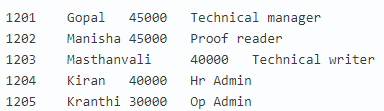 1201 Gopal 45000 Technical manager
1202 Manisha 45000 Proof reader
1203 Masthanvali 40000 Technical writer
1204 Kiran 40000 Hr Admin
1205 Kranthi 30000 Op Admin